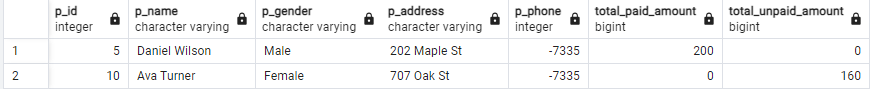 p_id p_name p_gender p_address p_phone total_paid_amount total_unpaid_amount
integer character varying character varying character varying integer bigint bigint
1 5 Daniel Wilson Male 202 Maple St -7335 200 0
2 10 Ava Turner Female 707 Oak St -7335 0 160